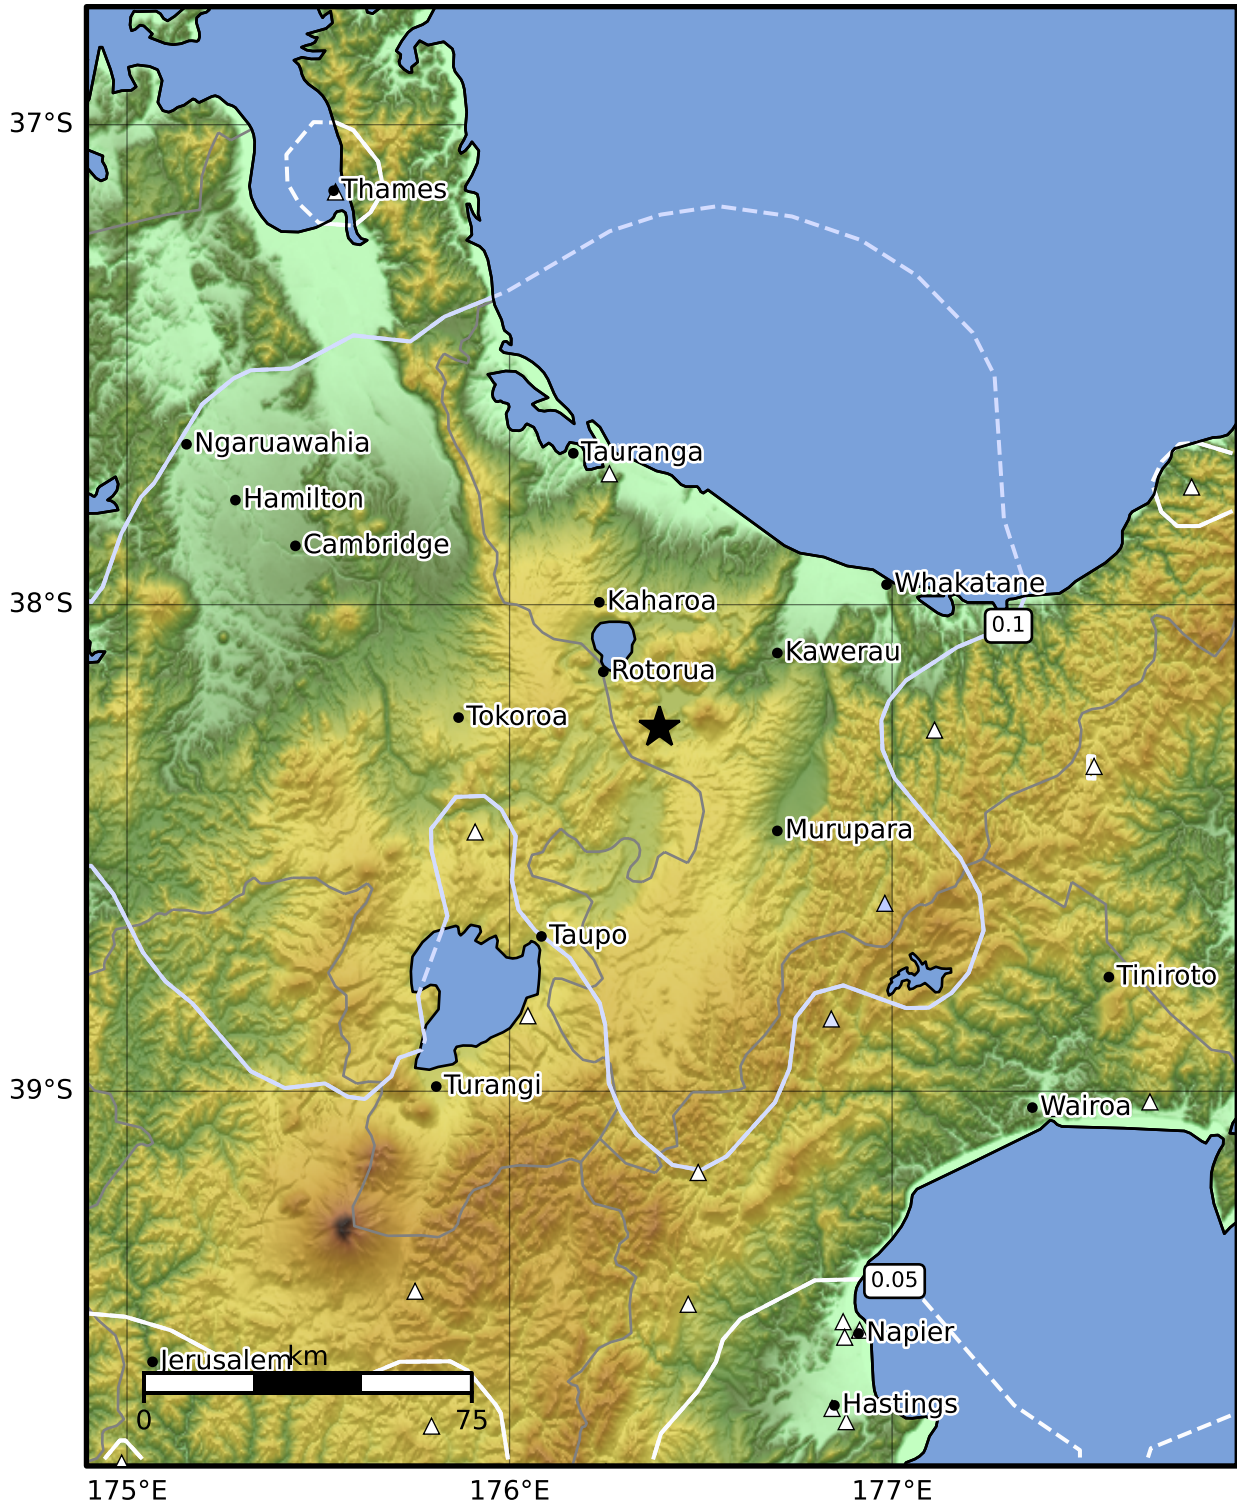 37°S
Thames
Ngaruawahia
Tauranga
Hamilton
Cambridge
Whakatane
38°S
Kaharoa
0.1
Kawerau
Rotorua
Tokoroa
Murupara
Taupo
Tiniroto
39°S
Turangi
Wairoa
0.05
Napier
Jerusalem
km
Hastings
0
75
175°E
176°E
177°E